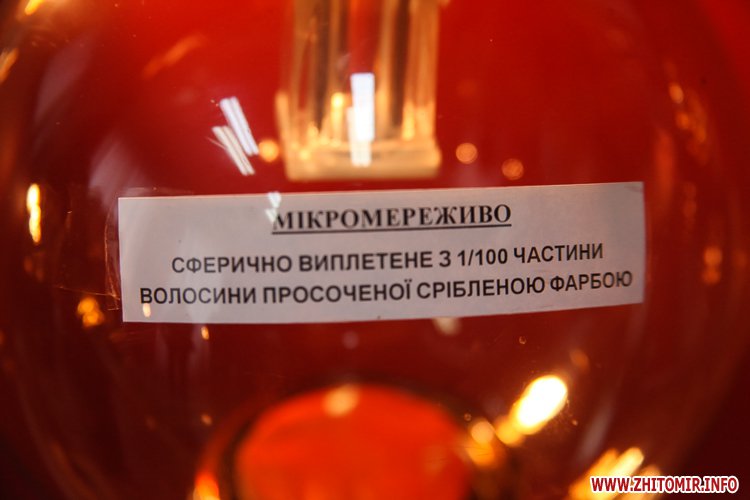 МІКРОМЕРЕЖИВО
СФЕРИЧНО ВИПЛЕТЕНЕ З 1/100 ЧАСТИНИ
ВОЛОСИНИ ПРОСОЧЕНОЇ СРІБЛЕНОЮ ФАРБОЮ
WWW.ZHITOMIR.INFO